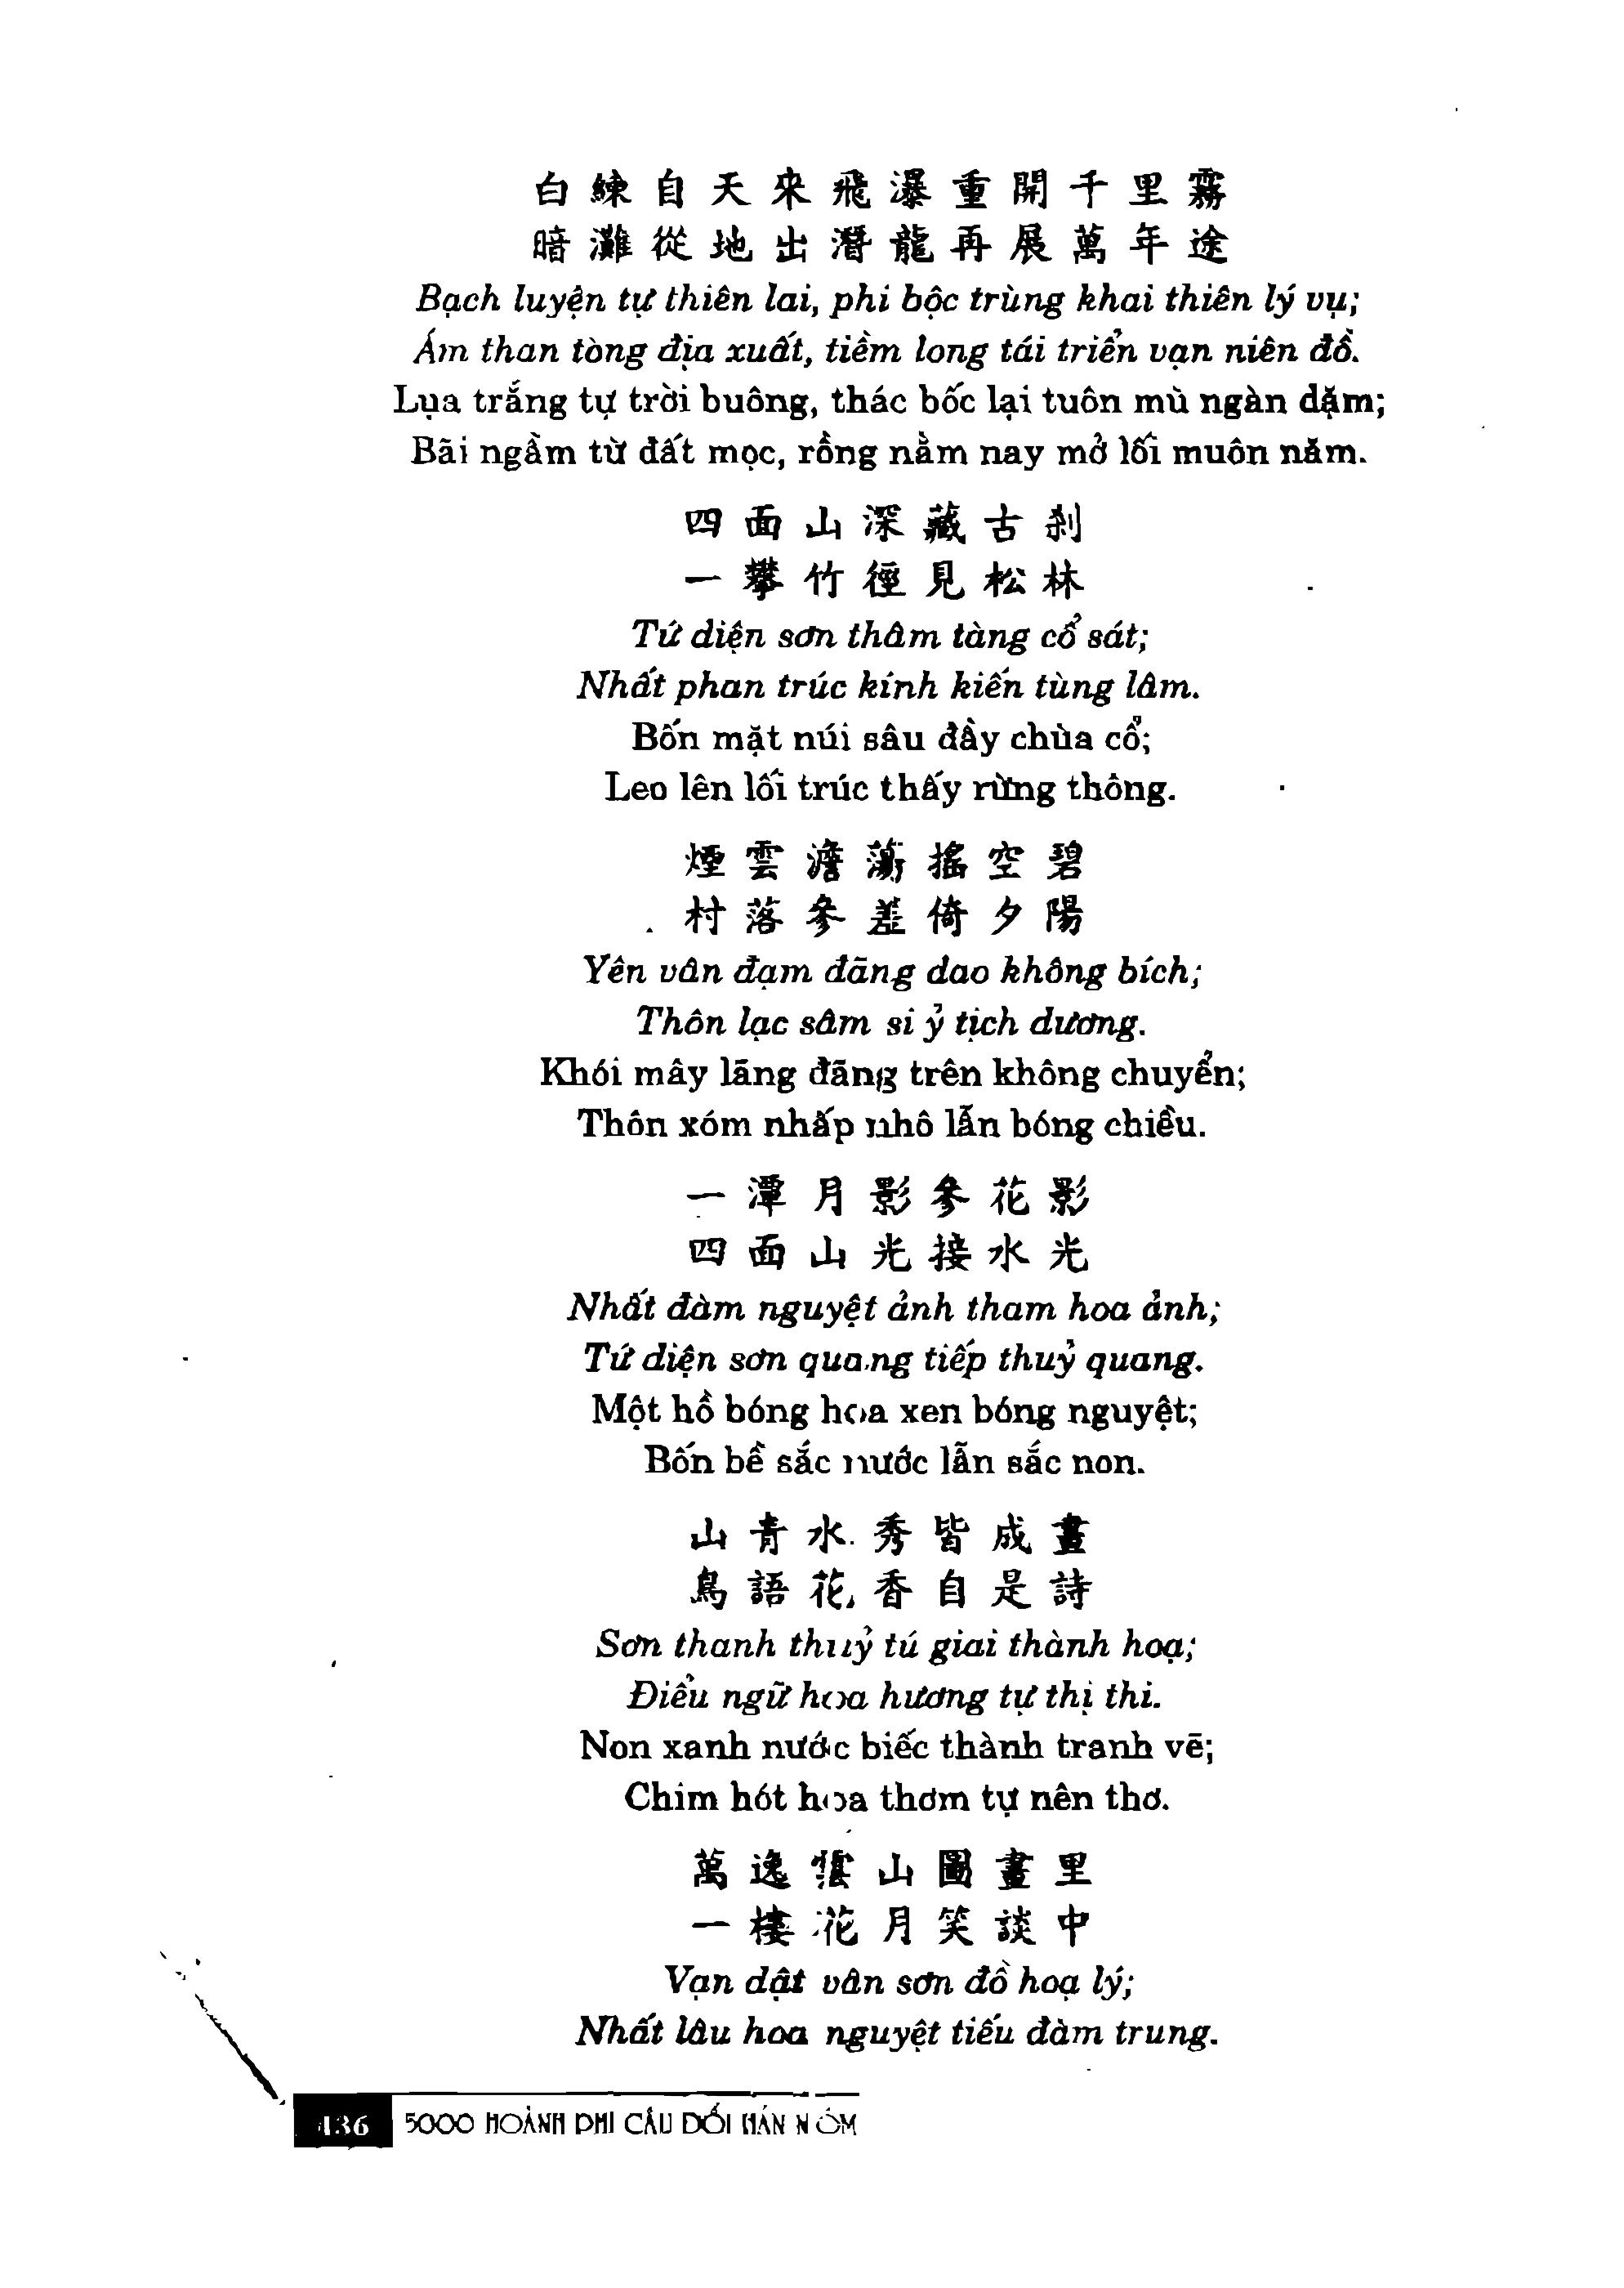 白練自天來飛瀑重開千里霧
暗灘從地出潛龍再展萬年途
Bạch luyện tự thiên lai, phi bộc trùng khai thiên lý vụ;
Ám than tòng địa xuất, tiềm long tái triển vạn niên đồ.
Lụa trắng tự trời buông, thác bốc lại tuôn mù ngàn dặm;
Bãi ngầm từ đất mọc, rồng nằm nay mở lối muôn năm.
四面山深藏古刹
一攀竹徑見松林
Tứ diện sơn thâm tàng cổ sát;
Nhất phan trúc kính kiến tùng lâm.
Bốn mặt núi sâu đầy chùa cổ;
Leo lên lối trúc thấy rừng thông.
煙雲澹蕩搖空碧
村落參差倚夕陽
Yên vân đạm đãng dao không bích;
Thôn lạc sâm si ỷ tịch dương.
Khói mây lãng đãng trên không chuyển;
Thôn xóm nhấp nhô lẫn bóng chiều.
一潭月影參花影
四面山光接水光
Nhất đàm nguyệt ảnh tham hoa ảnh;
Tứ diện sơn quang tiếp thuỷ quang.
Một hồ bóng hoa xen bóng nguyệt;
Bốn bề sắc nước lẫn sắc non.
山青水秀皆成畫
鳥語花香自是詩
Sơn thanh thuỷ tú giai thành hoạ;
Điểu ngữ hoa hương tự thị thi.
Non xanh nước biếc thành tranh vẽ;
Chim hót hoa thơm tự nên thơ.
萬逸雲山圖畫里
一樓花月笑談中
Vạn dật vân sơn đồ hoạ lý;
Nhất lâu hoa nguyệt tiếu đàm trung.
436 5000 HOÀNH PHI CÂU ĐỐI HÁN NÔM